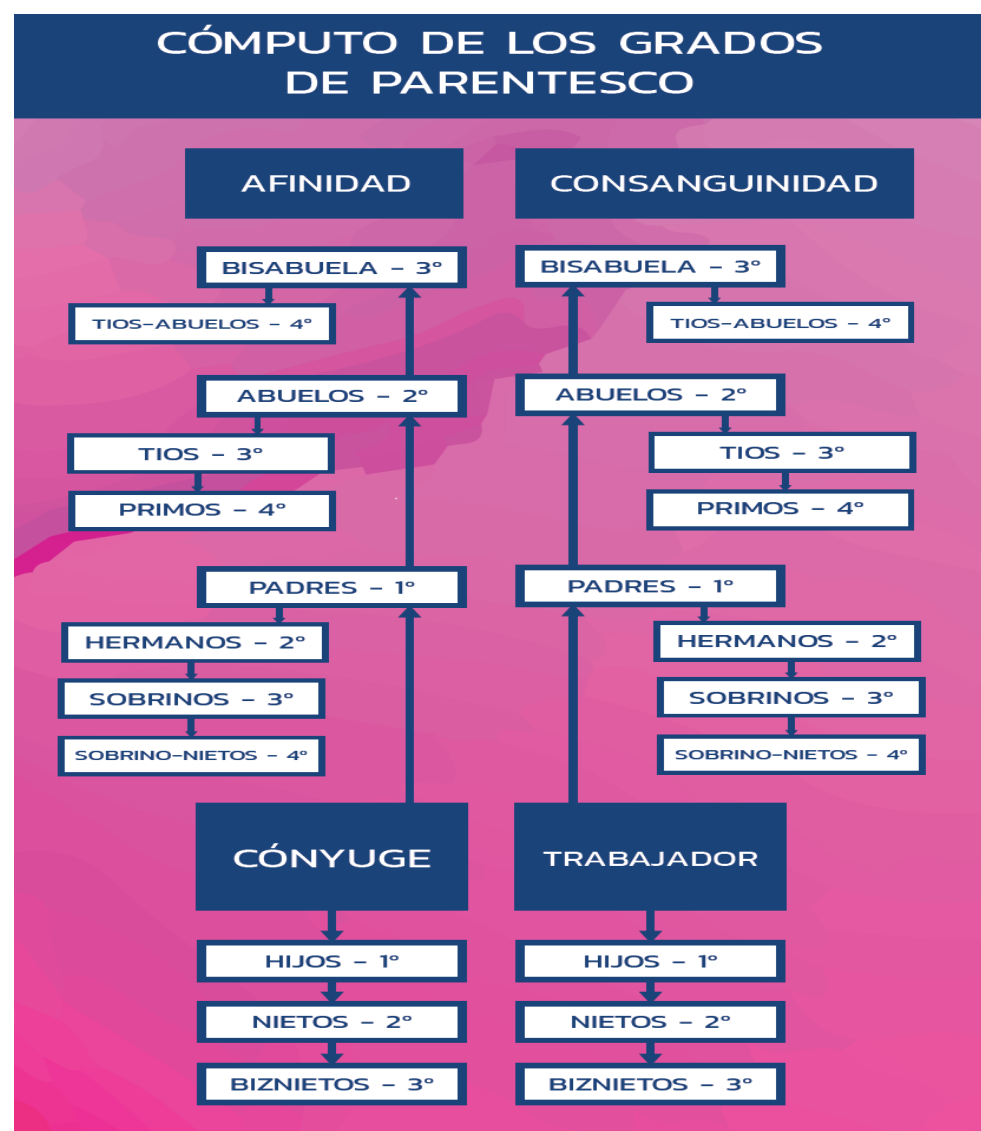 CÓMPUTO DE LOS GRADOS
DE PARENTESCO
AFINIDAD
BISABUELA – 3º
TIOS-ABUELOS – 4º
ABUELOS – 2º
TIOS – 3º
PRIMOS – 4º
PADRES – 1º
HERMANOS – 2º
SOBRINOS – 3º
SOBRINO-NIETOS – 4º
CÓNYUGE
HIJOS – 1º
NIETOS – 2º
BIZNIETOS – 3º
CONSANGUINIDAD
BISABUELA – 3º
TIOS-ABUELOS – 4º
ABUELOS – 2º
TIOS – 3º
PRIMOS – 4º
PADRES – 1º
HERMANOS – 2º
SOBRINOS – 3º
SOBRINO-NIETOS – 4º
TRABAJADOR
HIJOS – 1º
NIETOS – 2º
BIZNIETOS – 3º